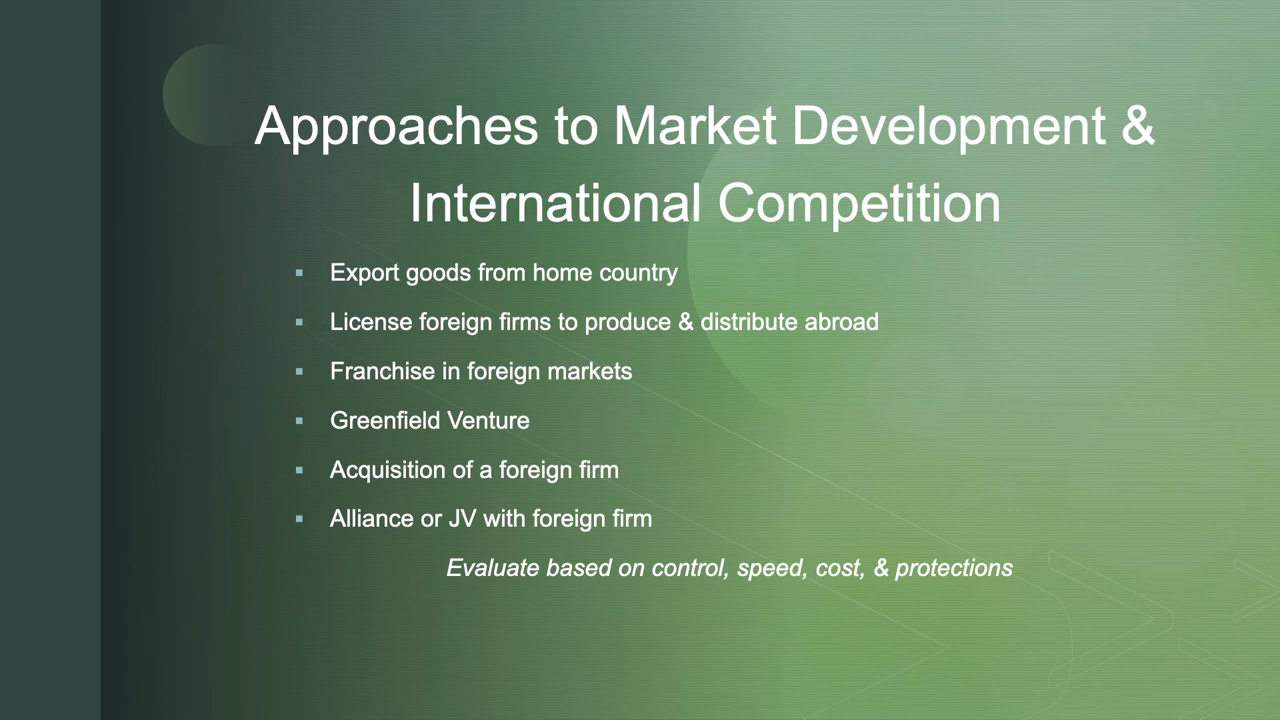 Approaches to Market Development &
International Competition
Export goods from home country
License foreign firms to produce & distribute abroad
Franchise in foreign markets
Greenfield Venture
Acquisition of a foreign firm
Alliance or JV with foreign firm
Evaluate based on control, speed, cost, & protections